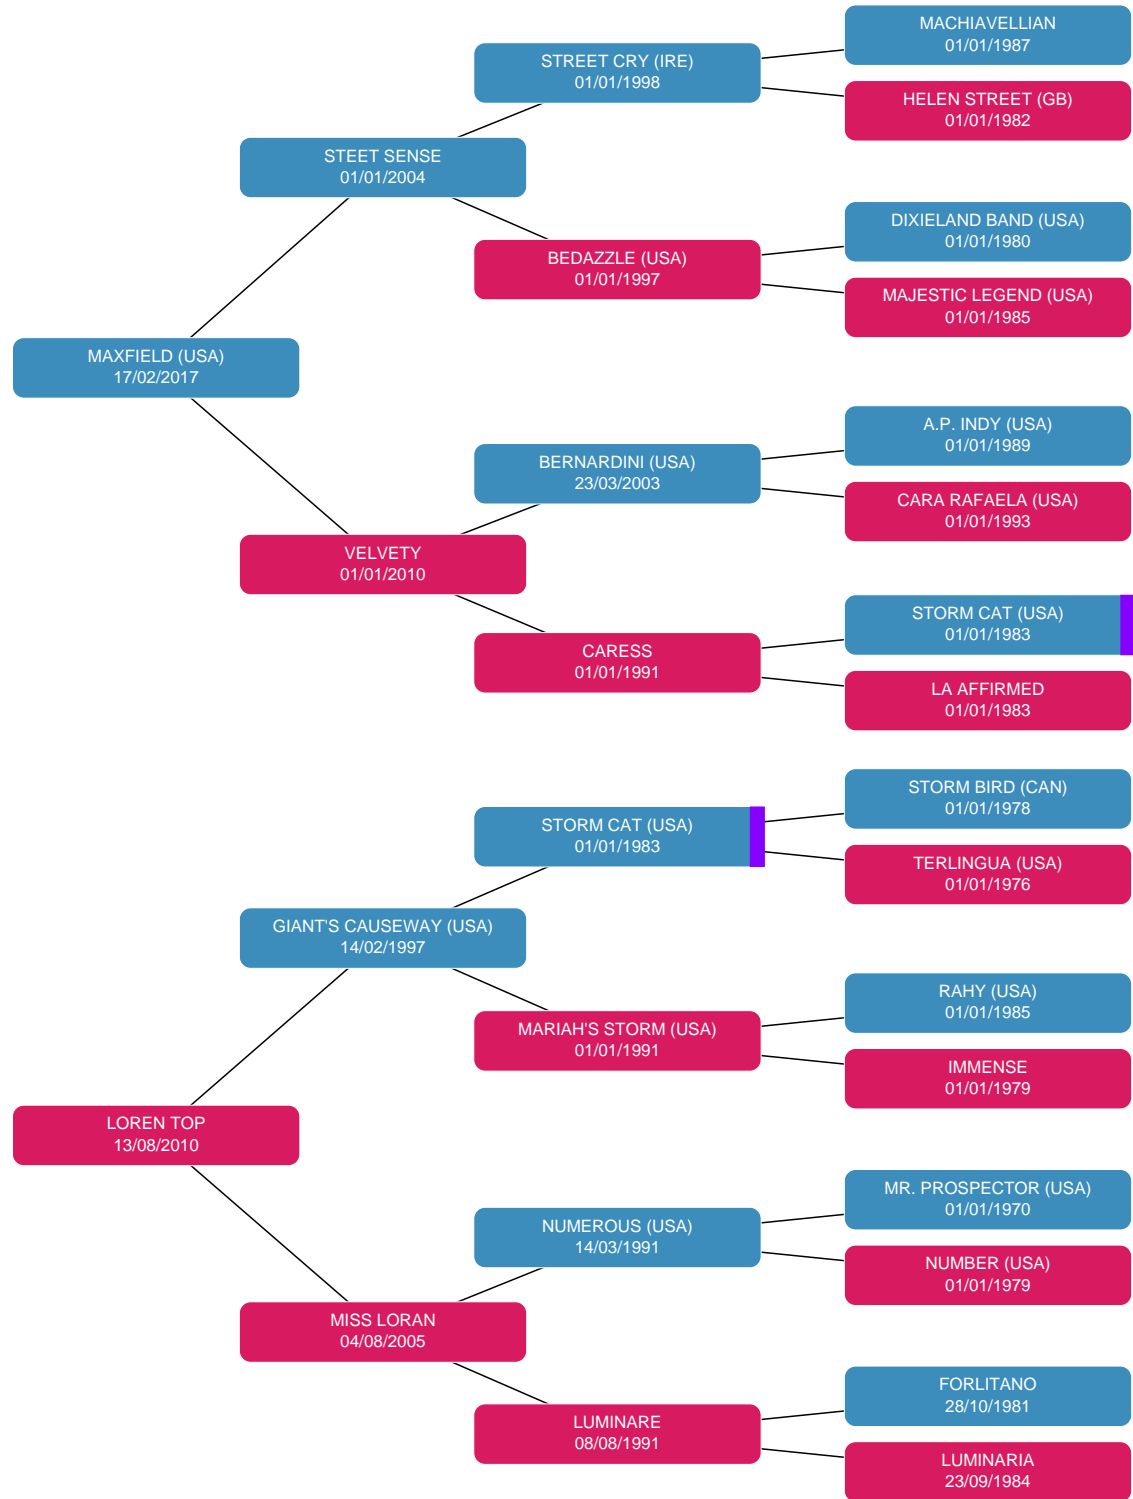 MACHIAVELLIAN
01/01/1987
STREET CRY (IRE)
01/01/1998
HELEN STREET (GB)
01/01/1982
STEET SENSE
01/01/2004
DIXIELAND BAND (USA)
01/01/1980
BEDAZZLE (USA)
01/01/1997
MAJESTIC LEGEND (USA)
01/01/1985
MAXFIELD (USA)
17/02/2017
A.P. INDY (USA)
01/01/1989
BERNARDINI (USA)
23/03/2003
CARA RAFAELA (USA)
01/01/1993
VELVETY
01/01/2010
STORM CAT (USA)
01/01/1983
CARESS
01/01/1991
LA AFFIRMED
01/01/1983
STORM BIRD (CAN)
01/01/1978
STORM CAT (USA)
01/01/1983
TERLINGUA (USA)
01/01/1976
GIANT'S CAUSEWAY (USA)
14/02/1997
RAHY (USA)
01/01/1985
MARIAH'S STORM (USA)
01/01/1991
IMMENSE
01/01/1979
LOREN TOP
13/08/2010
MR. PROSPECTOR (USA)
01/01/1970
NUMEROUS (USA)
14/03/1991
NUMBER (USA)
01/01/1979
MISS LORAN
04/08/2005
FORLITANO
28/10/1981
LUMINARE
08/08/1991
LUMINARIA
23/09/1984